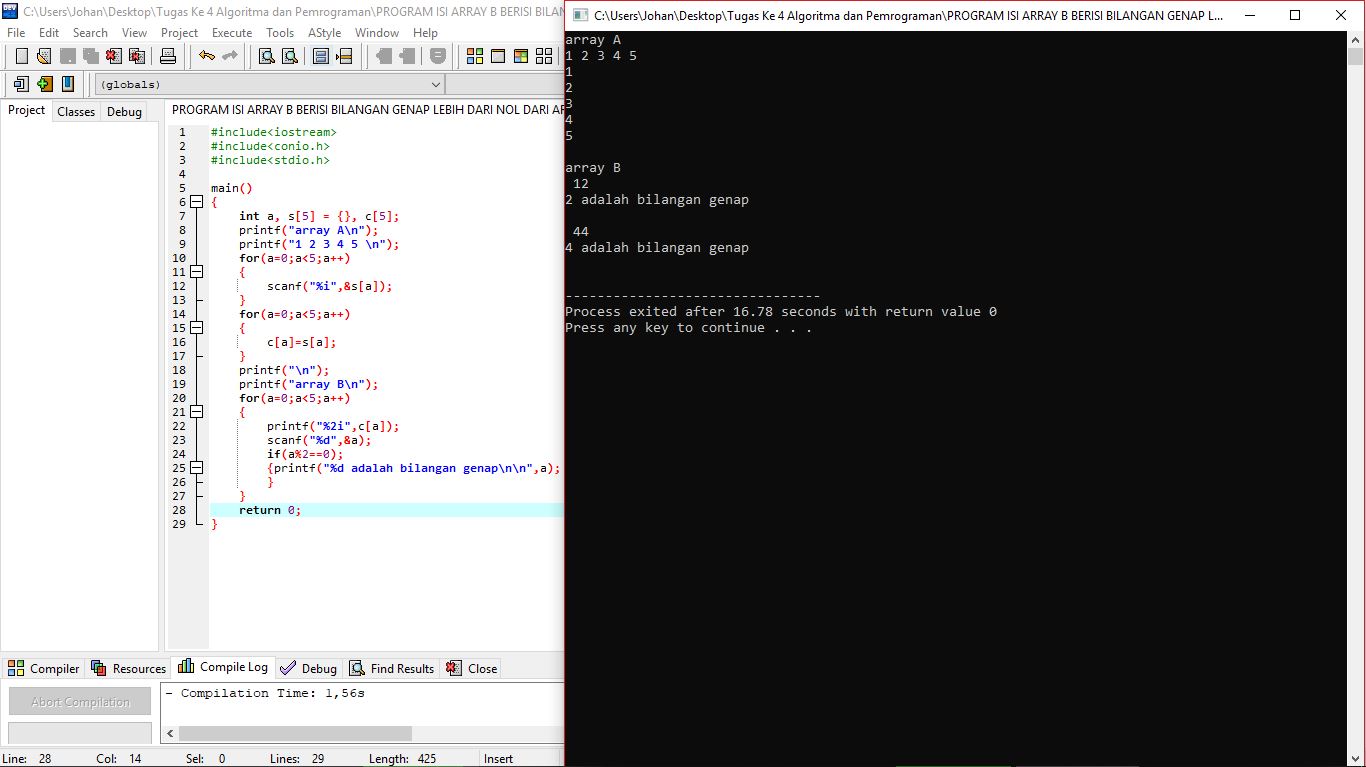 C:\Users\Johan\Desktop\Tugas Ke 4 Algoritma dan Pemrograman\PROGRAM ISI ARRAY B BERISI BILAN
File Edit Search View Project Execute Tools AStyle Window Help
(globals)
Project Classes Debug
PROGRAM ISI ARRAY B BERISI BILANGAN GENAP LEBIH DARI NOL DARI AR
1 #include<iostream>
2 #include<conio.h>
3 #include<stdio.h>
4
5 main()
6 {
7 int a, s[5] = {}, c[5];
8 printf("array A\n");
9 printf("1 2 3 4 5 \n");
10 for(a=0;a<5;a++)
11 {
12 scanf("%i",&s[a]);
13 }
14 for(a=0;a<5;a++)
15 {
16 c[a]=s[a];
17 }
18 printf("\n");
19 printf("array B\n");
20 for(a=0;a<5;a++)
21 {
22 printf("%2i",c[a]);
23 scanf("%d",&a);
24 if(a%2==0);
25 {printf("%d adalah bilangan genap\n\n",a);
26 }
27 }
28 return 0;
29 }
Compiler Resources Compile Log Debug Find Results Close
Abort Compilation
- Compilation Time: 1,56s
Line: 28 Col: 14 Sel: 0 Lines: 29 Length: 425 Insert
C:\Users\Johan\Desktop\Tugas Ke 4 Algoritma dan Pemrograman\PROGRAM ISI ARRAY B BERISI BILANGAN GENAP L...
array A
1 2 3 4 5
1
2
3
4
5
array B
12
2 adalah bilangan genap
44
4 adalah bilangan genap
--------------------------------
Process exited after 16.78 seconds with return value 0
Press any key to continue . . .